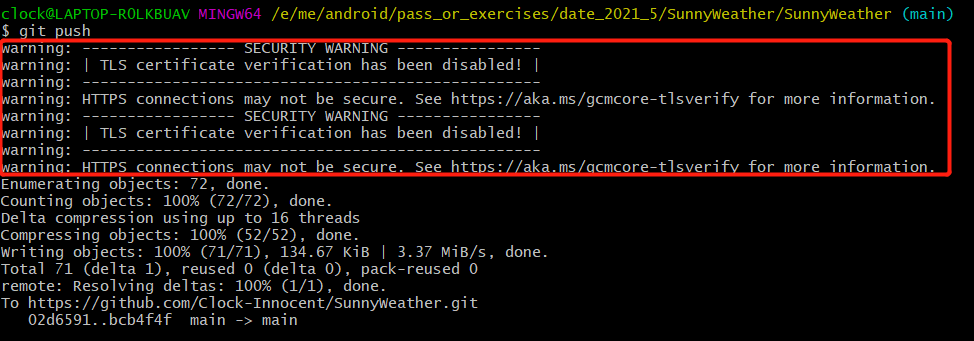 clock@LAPTOP-R0LKBUAV MINGW64 /e/me/android/pass_or_exercises/date_2021_5/SunnyWeather/SunnyWeather (main)
$ git push
warning: ----------------- SECURITY WARNING ----------------
warning: | TLS certificate verification has been disabled! |
warning: ---------------------------------------------------
warning: HTTPS connections may not be secure. See https://aka.ms/gcmcore-tlsverify for more information.
warning: ----------------- SECURITY WARNING ----------------
warning: | TLS certificate verification has been disabled! |
warning: ---------------------------------------------------
warning: HTTPS connections may not be secure. See https://aka.ms/gcmcore-tlsverify for more information.
Enumerating objects: 72, done.
Counting objects: 100% (72/72), done.
Delta compression using up to 16 threads
Compressing objects: 100% (52/52), done.
Writing objects: 100% (71/71), 134.67 KiB | 3.37 MiB/s, done.
Total 71 (delta 1), reused 0 (delta 0), pack-reused 0
remote: Resolving deltas: 100% (1/1), done.
To https://github.com/Clock-Innocent/SunnyWeather.git
   02d6591..bcb4f4f  main -> main